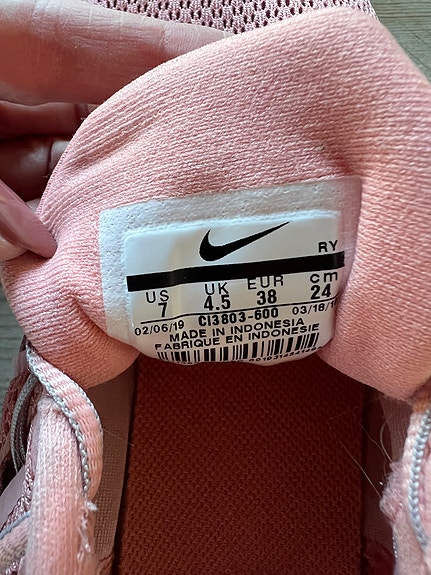 RY
US UK EUR cm
7 4.5 38 24
02/06/19 CI3803-600 03/18/1
MADE IN INDONESIA
FABRIQUE EN INDONESIE